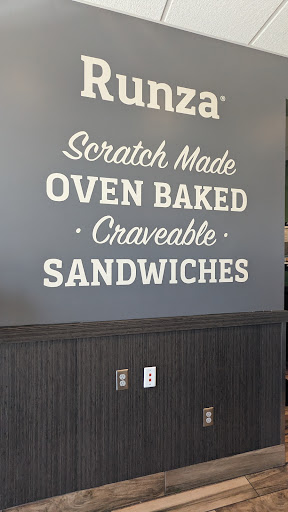 Runza®
Scratch Made
OVEN BAKED
· Craveable ·
SANDWICHES